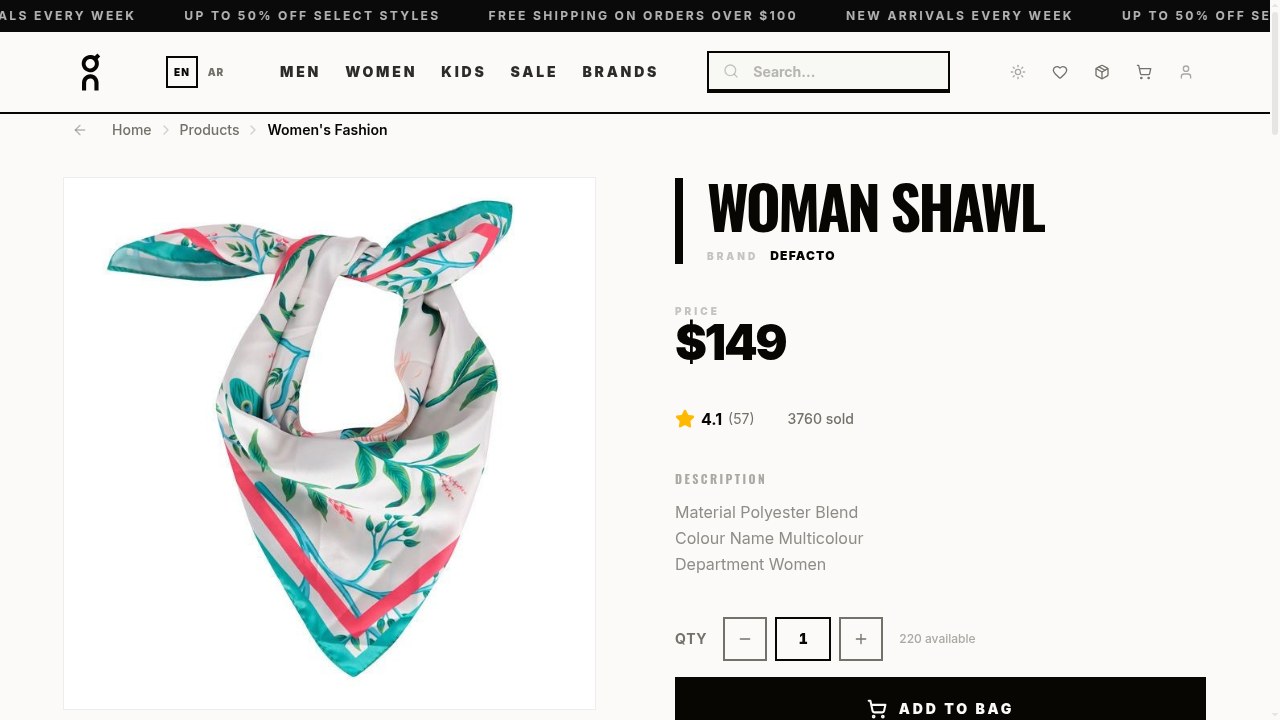 ALS EVERY WEEK UP TO 50% OFF SELECT STYLES FREE SHIPPING ON ORDERS OVER $100 NEW ARRIVALS EVERY WEEK UP TO 50% OFF SE
EN AR MEN WOMEN KIDS SALE BRANDS Search...
Home Products Women's Fashion
WOMAN SHAWL
BRAND DEFACTO
PRICE
$149
4.1 (57) 3760 sold
DESCRIPTION
Material Polyester Blend
Colour Name Multicolour
Department Women
QTY 1 220 available
ADD TO BAG